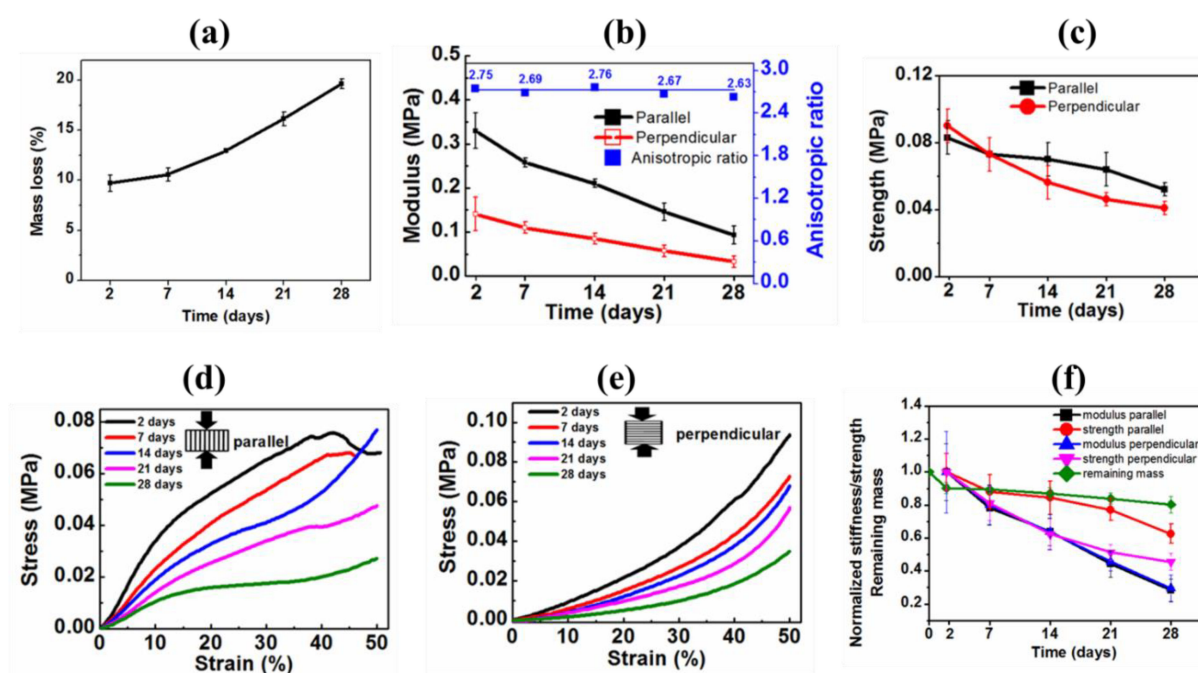 (a)
20
15
10
5
0
Mass loss (%)
2 7 14 21 28
Time (days)
(b)
0.5
0.4
0.3
0.2
0.1
0.0
Modulus (MPa)
2.75 2.69 2.76 2.67 2.63
Parallel
Perpendicular
Anisotropic ratio
3.0
2.4
1.8
1.2
0.6
0.0
Anisotropic ratio
2 7 14 21 28
Time (days)
(c)
0.12
0.08
0.04
0.00
Strength (MPa)
Parallel
Perpendicular
2 7 14 21 28
Time (days)
(d)
0.08
0.06
0.04
0.02
0.00
Stress (MPa)
2 days
7 days
14 days
21 days
28 days
parallel
0 10 20 30 40 50
Strain (%)
(e)
0.10
0.08
0.06
0.04
0.02
0.00
Stress (MPa)
2 days
7 days
14 days
21 days
28 days
perpendicular
0 10 20 30 40 50
Strain (%)
(f)
1.4
1.2
1.0
0.8
0.6
0.4
0.2
Normalized stiffness/strength
Remaining mass
modulus parallel
strength parallel
modulus perpendicular
strength perpendicular
remaining mass
0 2 7 14 21 28
Time (days)